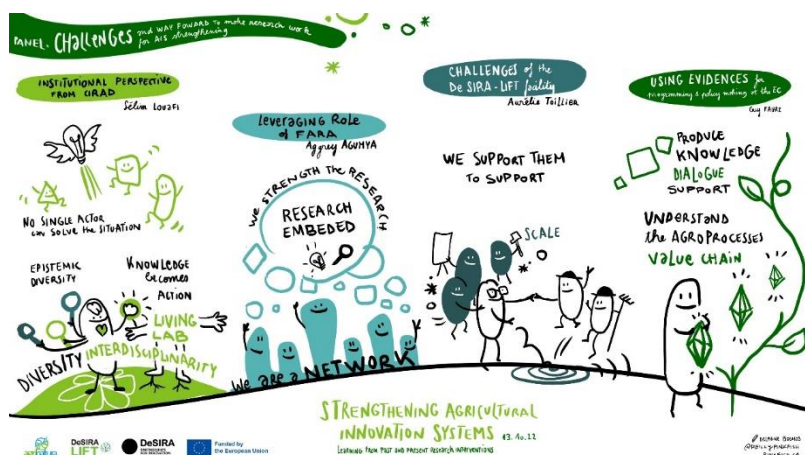 PANEL. CHALLENGES and WAY FOWARD to make research work
for AIS strengthening
INSTITUTIONAL PERSPECTIVE
FROM CIRAD
Sélim LOUAFI
NO SINGLE ACTOR
can SOLVE the SITUATION
EPISTEMIC
DIVERSITY
KNOWLEDGE
becomes
ACTION
LIVING
LAB
DIVERSITY INTERDISCIPLINARITY
Leveraging Role
of FARA
Aggrey AGUMYA
WE STRENGTH the RESEARCH
RESEARCH
EMBEDED
We are a NETWORK
CHALLENGES of the
De SIRA-LIFT facility
Aurélie Toillier
WE SUPPORT THEM
TO SUPPORT
SCALE
USING EVIDENCES for
programming & policy making at the EC
Guy FAURE
PRODUCE
KNOWLEDGE
DIALOGUE
SUPPORT
UNDERSTAND
the AGROPROCESSES
VALUE CHAIN
STRENGTHENING AGRICULTURAL
INNOVATION SYSTEMS 13.10.22
LEARNING FROM PAST AND PRESENT RESEARCH INTERVENTIONS
DeSIRA
LIFT
DeSIRA
Funded by
the European Union